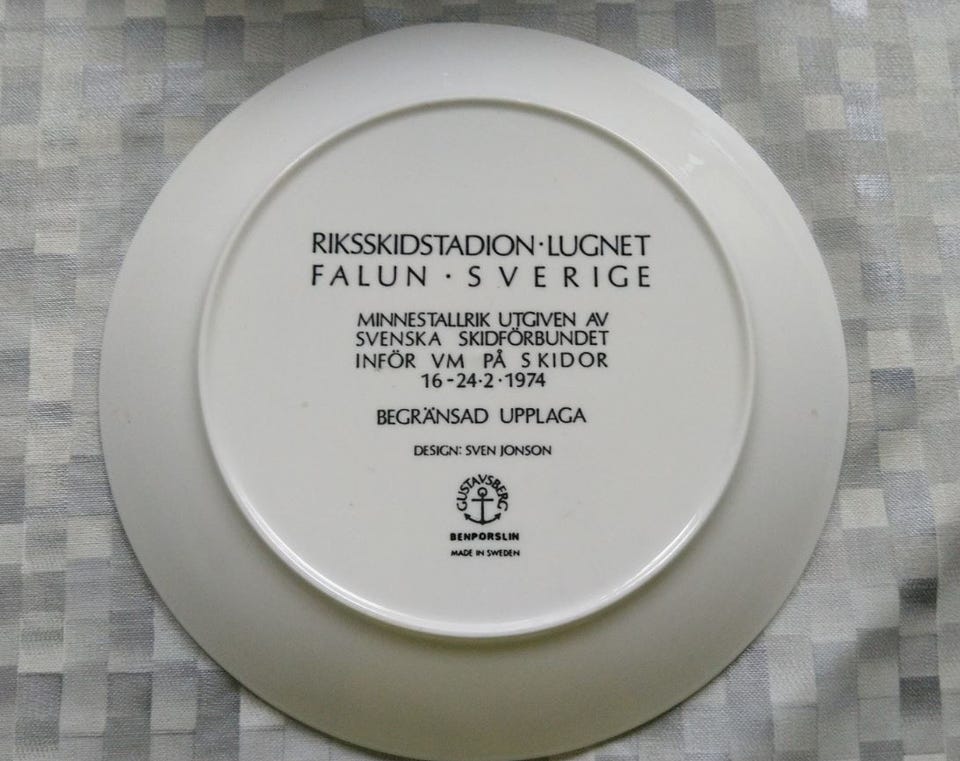 RIKSSKIDSTADION·LUGNET
FALUN · SVERIGE
MINNESTALLRIK UTGIVEN AV
SVENSKA SKIDFÖRBUNDET
INFÖR VM PÅ SKIDOR
16-24·2·1974
BEGRÄNSAD UPPLAGA
DESIGN: SVEN JONSON
GUSTAVSBERG
BENPORSLIN
MADE IN SWEDEN